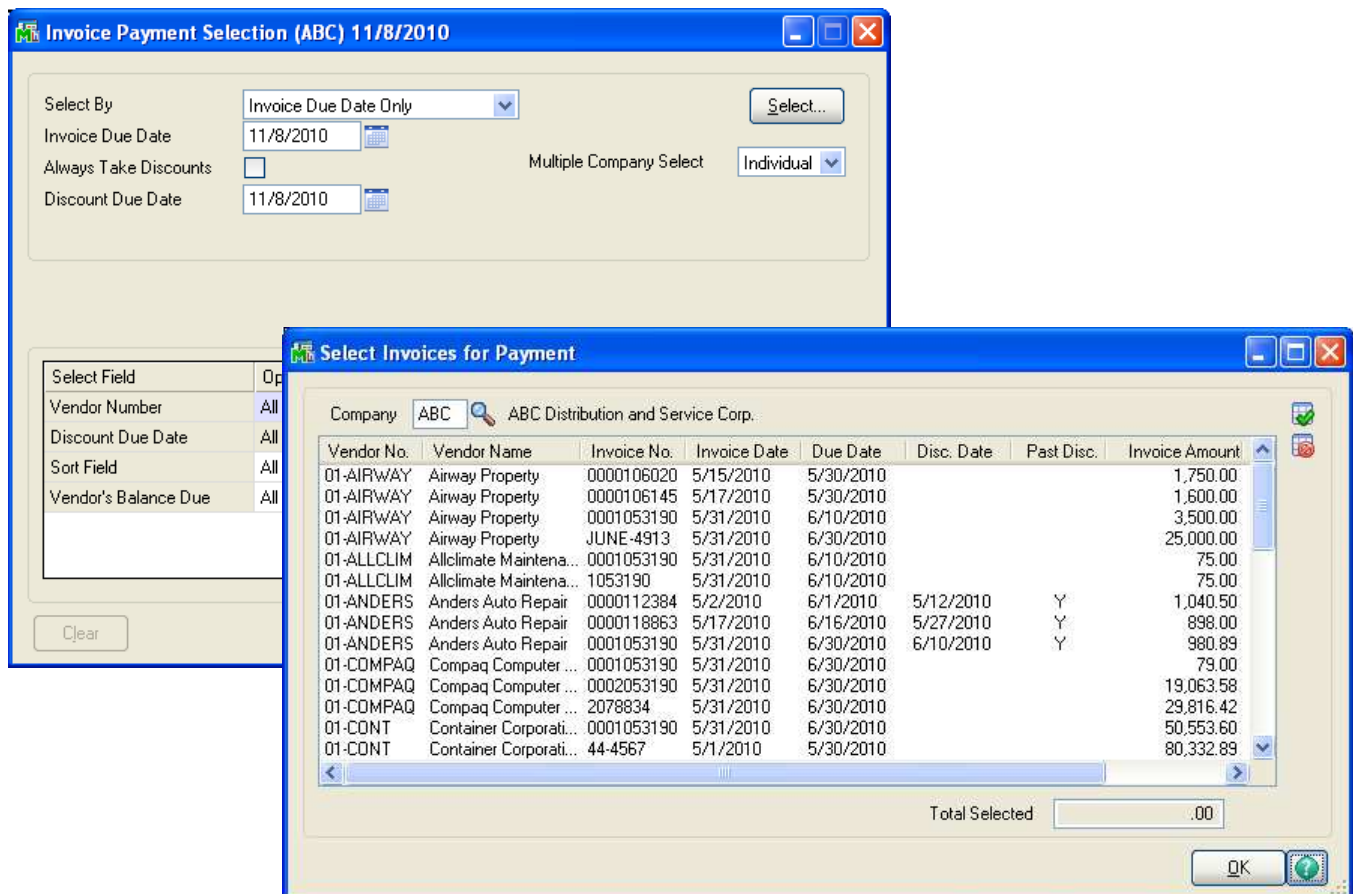 Invoice Payment Selection (ABC) 11/8/2010
Select By Invoice Due Date Only Select...
Invoice Due Date 11/8/2010
Always Take Discounts Multiple Company Select Individual
Discount Due Date 11/8/2010
Select Field Op
Vendor Number All
Discount Due Date All
Sort Field All
Vendor's Balance Due All
Clear
Select Invoices for Payment
Company ABC ABC Distribution and Service Corp.
Vendor No. Vendor Name Invoice No. Invoice Date Due Date Disc. Date Past Disc. Invoice Amount
01-AIRWAY Airway Property 0000106020 5/15/2010 5/30/2010 1,750.00
01-AIRWAY Airway Property 0000106145 5/17/2010 5/30/2010 1,600.00
01-AIRWAY Airway Property 0001053190 5/31/2010 6/10/2010 3,500.00
01-AIRWAY Airway Property JUNE-4913 5/31/2010 6/30/2010 25,000.00
01-ALLCLIM Allclimate Maintena... 0001053190 5/31/2010 6/10/2010 75.00
01-ALLCLIM Allclimate Maintena... 1053190 5/31/2010 6/10/2010 75.00
01-ANDERS Anders Auto Repair 0000112384 5/2/2010 6/1/2010 5/12/2010 Y 1,040.50
01-ANDERS Anders Auto Repair 0000118863 5/17/2010 6/16/2010 5/27/2010 Y 898.00
01-ANDERS Anders Auto Repair 0001053190 5/31/2010 6/30/2010 6/10/2010 Y 980.89
01-COMPAQ Compaq Computer ... 0001053190 5/31/2010 6/30/2010 79.00
01-COMPAQ Compaq Computer ... 0002053190 5/31/2010 6/30/2010 19,063.58
01-COMPAQ Compaq Computer ... 2078834 5/31/2010 6/30/2010 29,816.42
01-CONT Container Corporati... 0001053190 5/31/2010 6/30/2010 50,553.60
01-CONT Container Corporati... 44-4567 5/1/2010 5/30/2010 80,332.89
Total Selected .00
OK